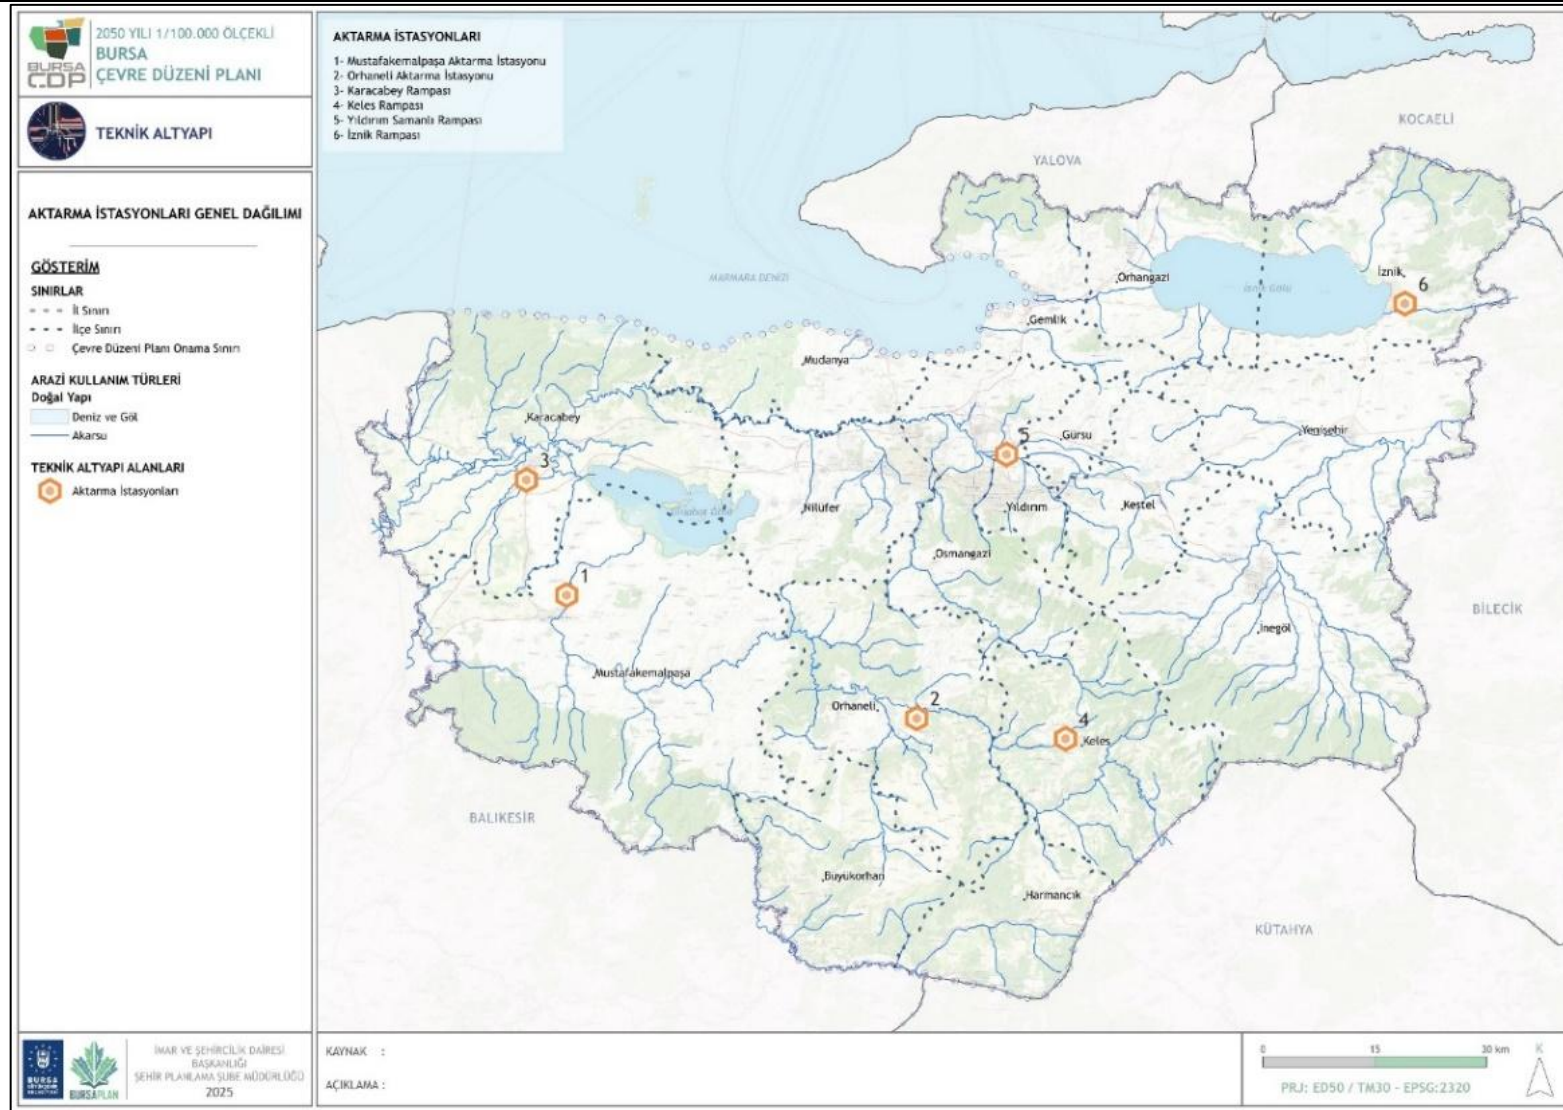 2050 YILI 1/100.000 ÖLÇEKLİ
BURSA
ÇEVRE DÜZENİ PLANI
BURSA
ÇDP
TEKNİK ALTYAPI
AKTARMA İSTASYONLARI GENEL DAĞILIMI
GÖSTERİM
SINIRLAR
İl Sınırı
İlçe Sınırı
Çevre Düzeni Planı Onama Sınırı
ARAZİ KULLANIM TÜRLERİ
Doğal Yapı
Deniz ve Göl
Akarsu
TEKNİK ALTYAPI ALANLARI
Aktarma İstasyonları
AKTARMA İSTASYONLARI
1- Mustafakemalpaşa Aktarma İstasyonu
2- Orhaneli Aktarma İstasyonu
3- Karacabey Rampası
4- Keles Rampası
5- Yıldırım Samanlı Rampası
6- İznik Rampası
KOCAELİ
YALOVA
MARMARA DENİZİ
Orhangazi
İznik Gölü
İznik
6
Gemlik
Mudanya
Karacabey
3
5
Gürsu
Yenişehir
Nilüfer
Yıldırım
Kestel
Osmangazi
1
BİLECİK
İnegöl
Mustafakemalpaşa
Orhaneli
2
4
Keles
BALIKESİR
Büyükorhan
Harmancık
KÜTAHYA
BURSA
BÜYÜKŞEHİR
BELEDİYESİ
BURSAPLAN
İMAR VE ŞEHİRCİLİK DAİRESİ
BAŞKANLIĞI
ŞEHİR PLANLAMA ŞUBE MÜDÜRLÜĞÜ
2025
KAYNAK :
AÇIKLAMA :
0 15 30 km
K
PRJ: ED50 / TM30 - EPSG:2320